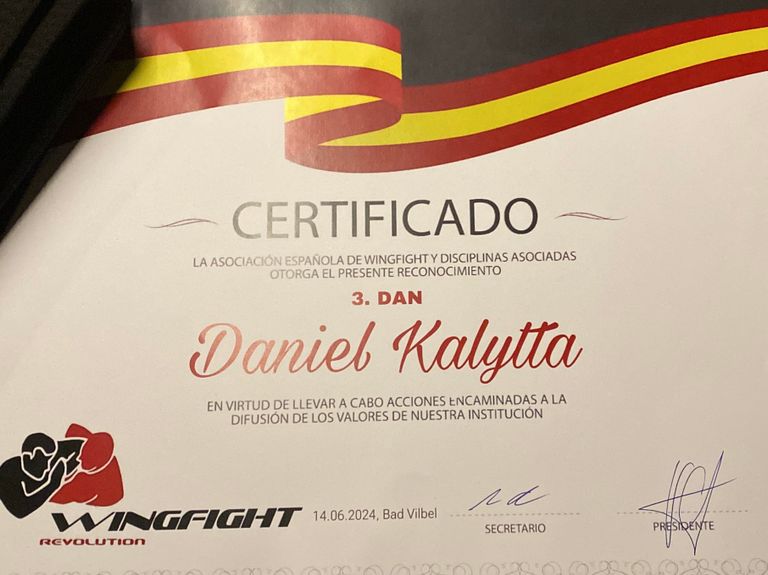 CERTIFICADO
LA ASOCIACIÓN ESPAÑOLA DE WINGFIGHT Y DISCIPLINAS ASOCIADAS
OTORGA EL PRESENTE RECONOCIMIENTO
3. DAN
Daniel Kalytta
EN VIRTUD DE LLEVAR A CABO ACCIONES ENCAMINADAS A LA
DIFUSIÓN DE LOS VALORES DE NUESTRA INSTITUCIÓN
WINGFIGHT
REVOLUTION
14.06.2024, Bad Vilbel
SECRETARIO
PRESIDENTE